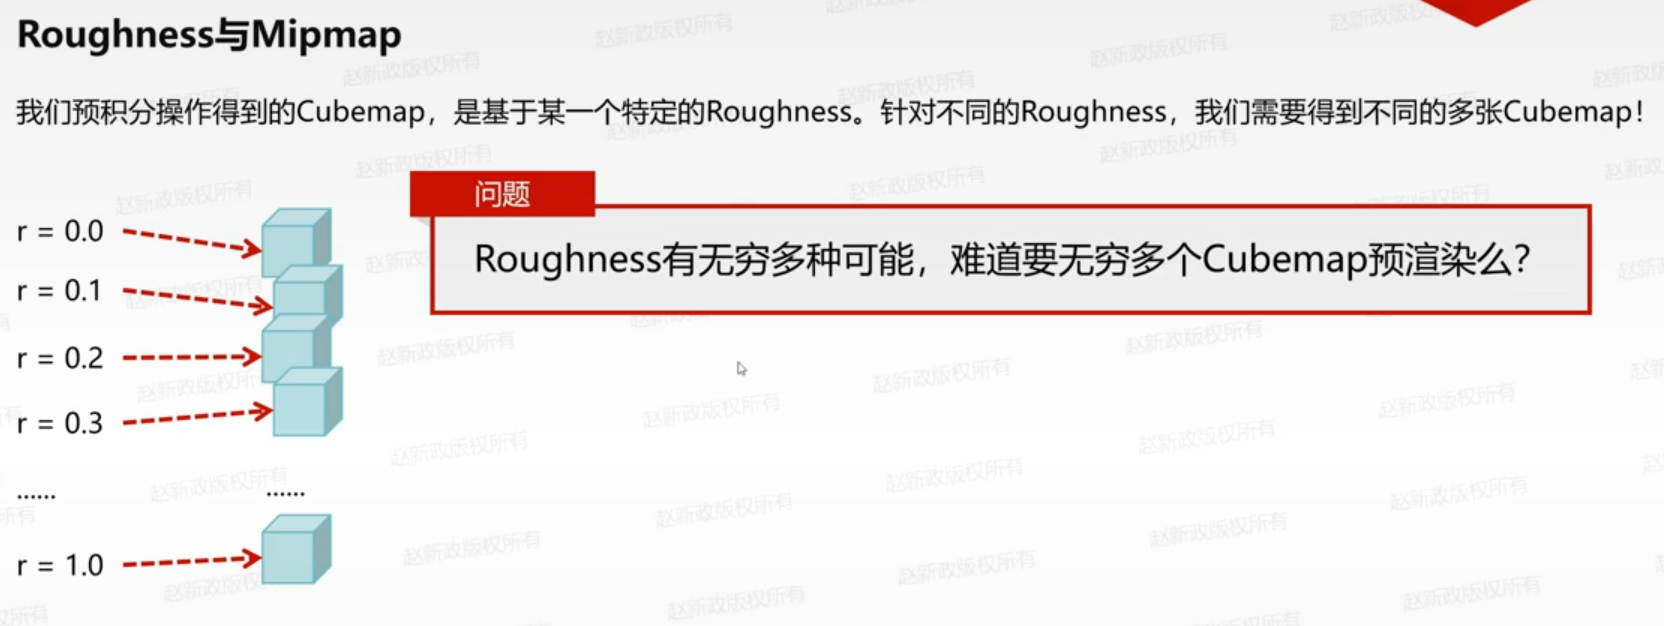 Roughness与Mipmap
我们预积分操作得到的Cubemap，是基于某一个特定的Roughness。针对不同的Roughness，我们需要得到不同的多张Cubemap！
问题
Roughness有无穷多种可能，难道要无穷多个Cubemap预渲染么？
r = 0.0
r = 0.1
r = 0.2
r = 0.3
...... ......
r = 1.0
赵新政版权所有